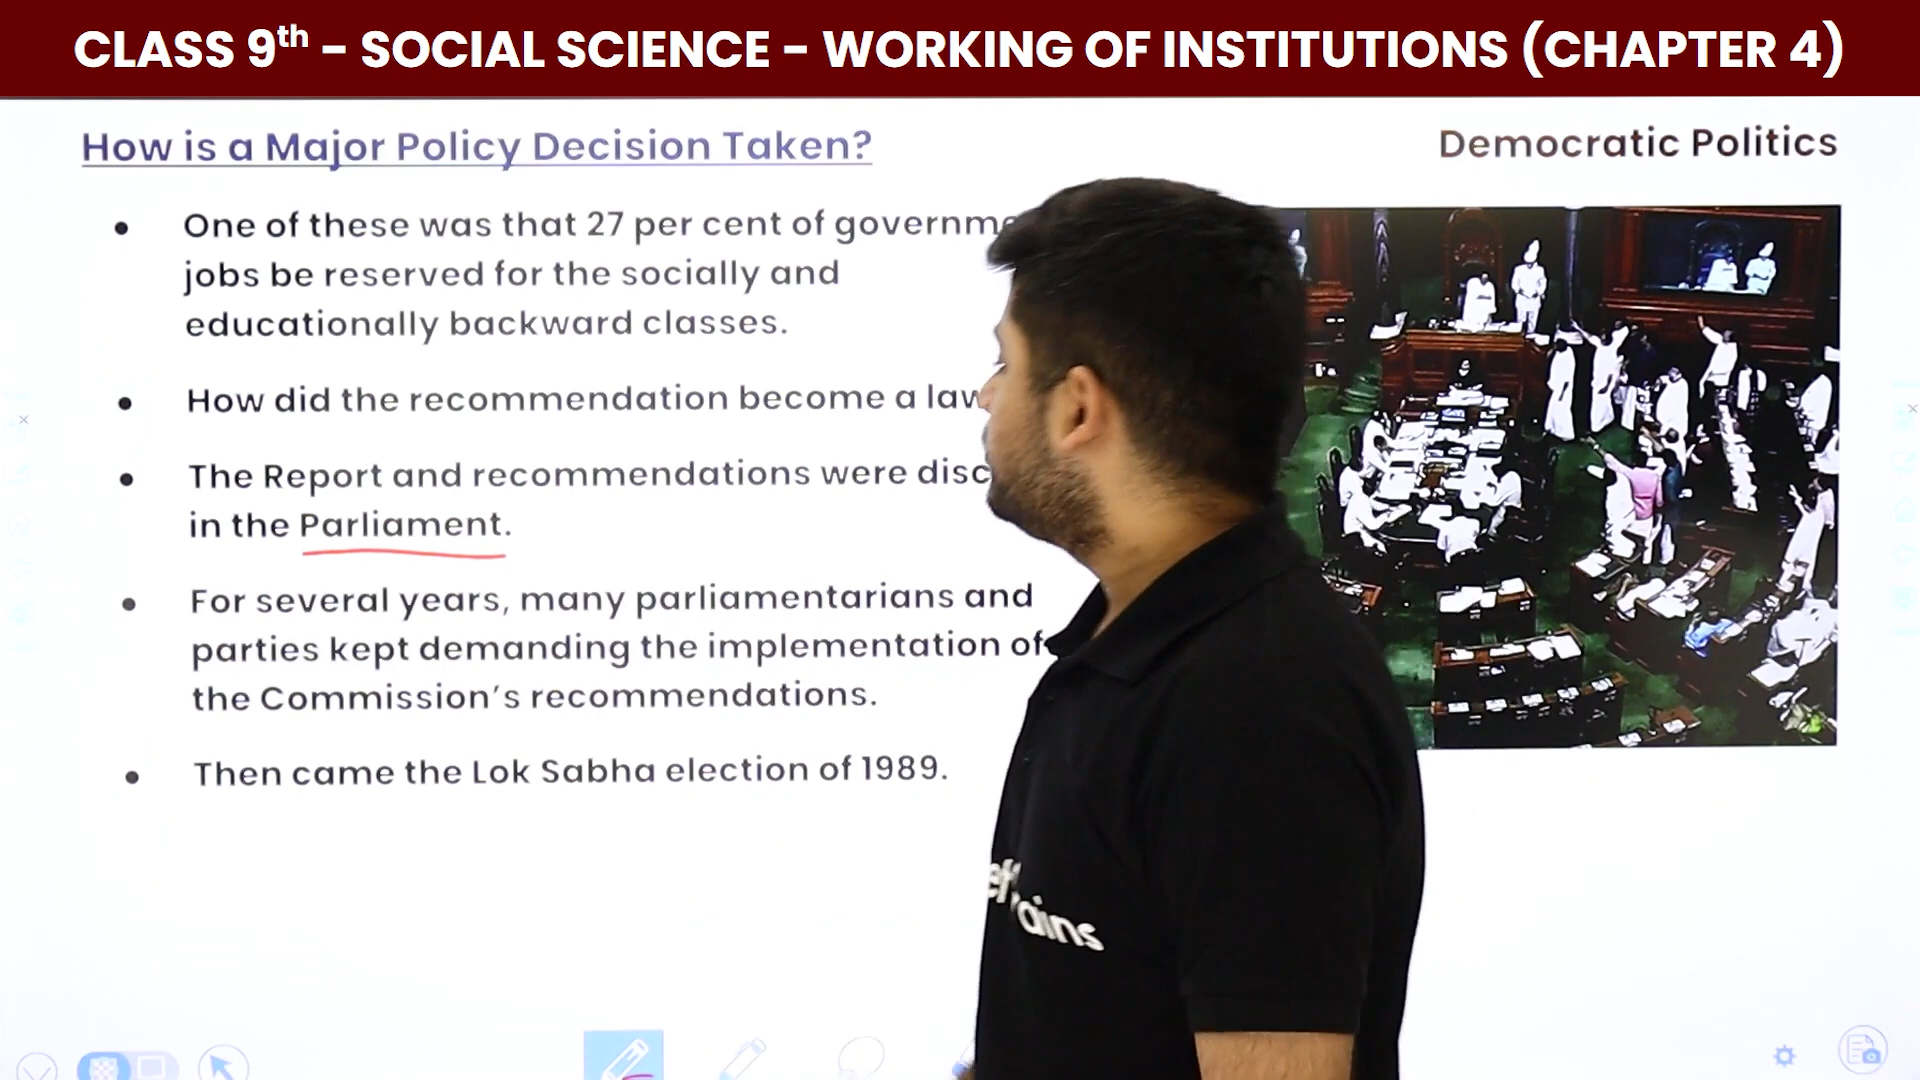 CLASS 9th – SOCIAL SCIENCE – WORKING OF INSTITUTIONS (CHAPTER 4)
How is a Major Policy Decision Taken?
Democratic Politics
• One of these was that 27 per cent of
jobs be reserved for the socially and
educationally backward classes.
• How did the recommendation become a
• The Report and recommendations were
in the Parliament.
• For several years, many parliamentarians and
parties kept demanding the implementation of
the Commission’s recommendations.
• Then came the Lok Sabha election of 1989.